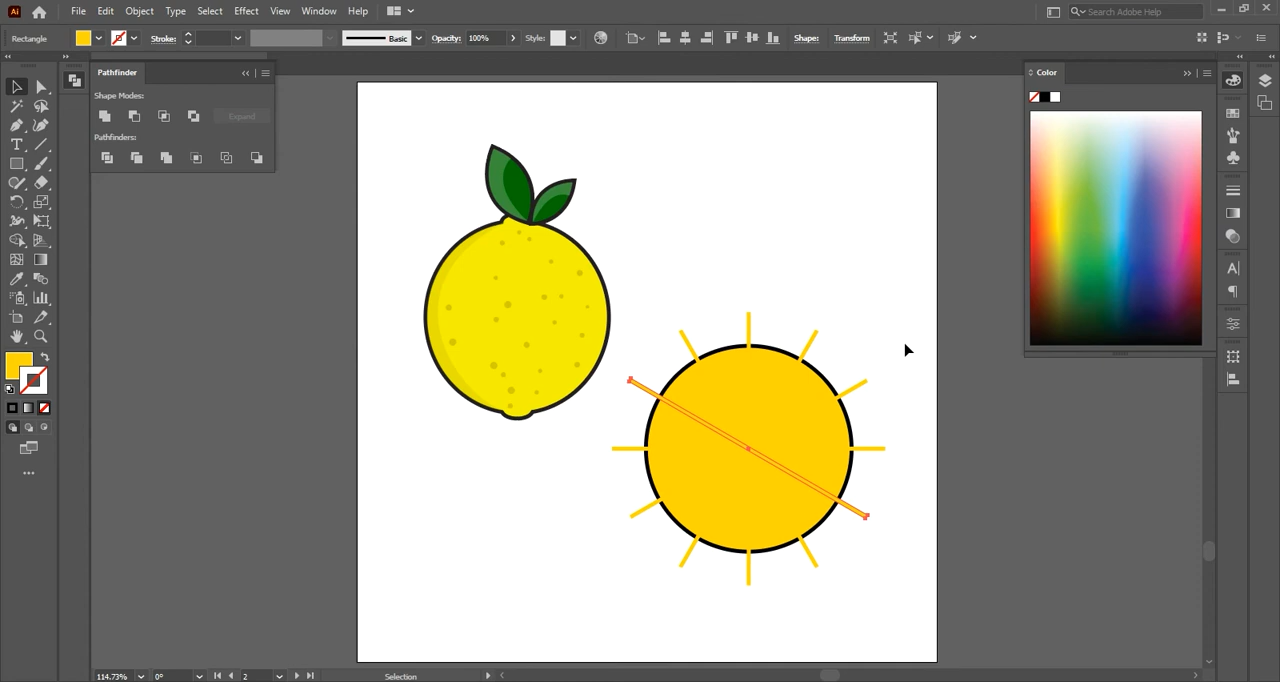 Ai File Edit Object Type Select Effect View Window Help Search Adobe Help
Rectangle Stroke: Basic Opacity: 100% Style: Shape: Transform
Pathfinder
Shape Modes:
Expand
Pathfinders:
Color
114.73% 0° 2 Selection